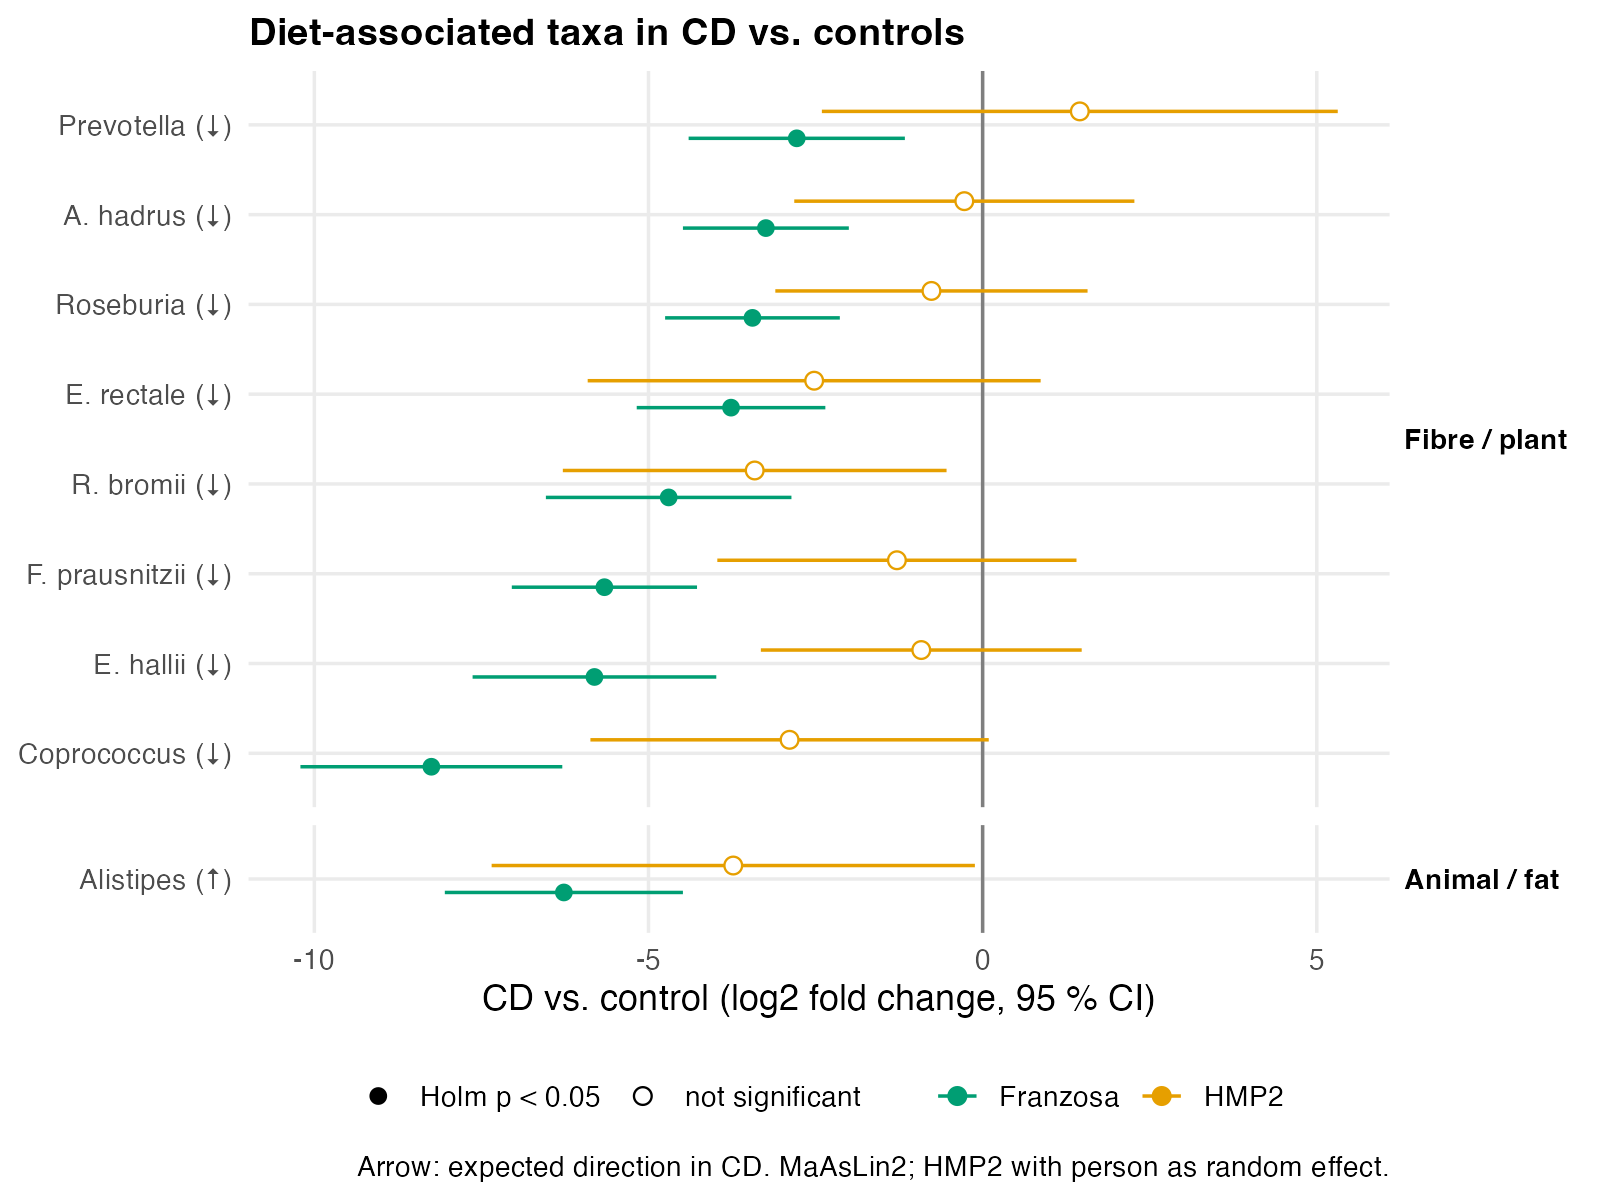 Diet-associated taxa in CD vs. controls
Prevotella (↓)
A. hadrus (↓)
Roseburia (↓)
E. rectale (↓)
R. bromii (↓)
F. prausnitzii (↓)
E. hallii (↓)
Coprococcus (↓)
Fibre / plant
Alistipes (↑)
Animal / fat
-10 -5 0 5
CD vs. control (log2 fold change, 95 % CI)
Holm p < 0.05 not significant Franzosa HMP2
Arrow: expected direction in CD. MaAsLin2; HMP2 with person as random effect.